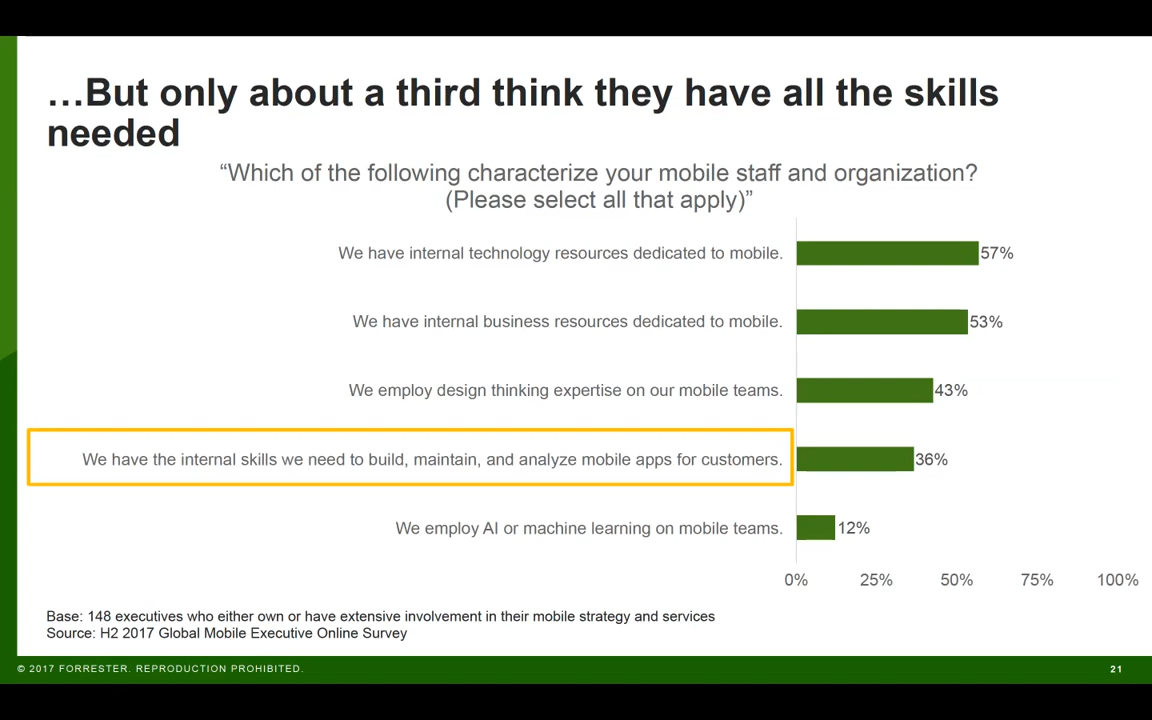 …But only about a third think they have all the skills
needed
“Which of the following characterize your mobile staff and organization?
(Please select all that apply)”
We have internal technology resources dedicated to mobile. 57%
We have internal business resources dedicated to mobile. 53%
We employ design thinking expertise on our mobile teams. 43%
We have the internal skills we need to build, maintain, and analyze mobile apps for customers. 36%
We employ AI or machine learning on mobile teams. 12%
0% 25% 50% 75% 100%
Base: 148 executives who either own or have extensive involvement in their mobile strategy and services
Source: H2 2017 Global Mobile Executive Online Survey
© 2017 FORRESTER. REPRODUCTION PROHIBITED. 21